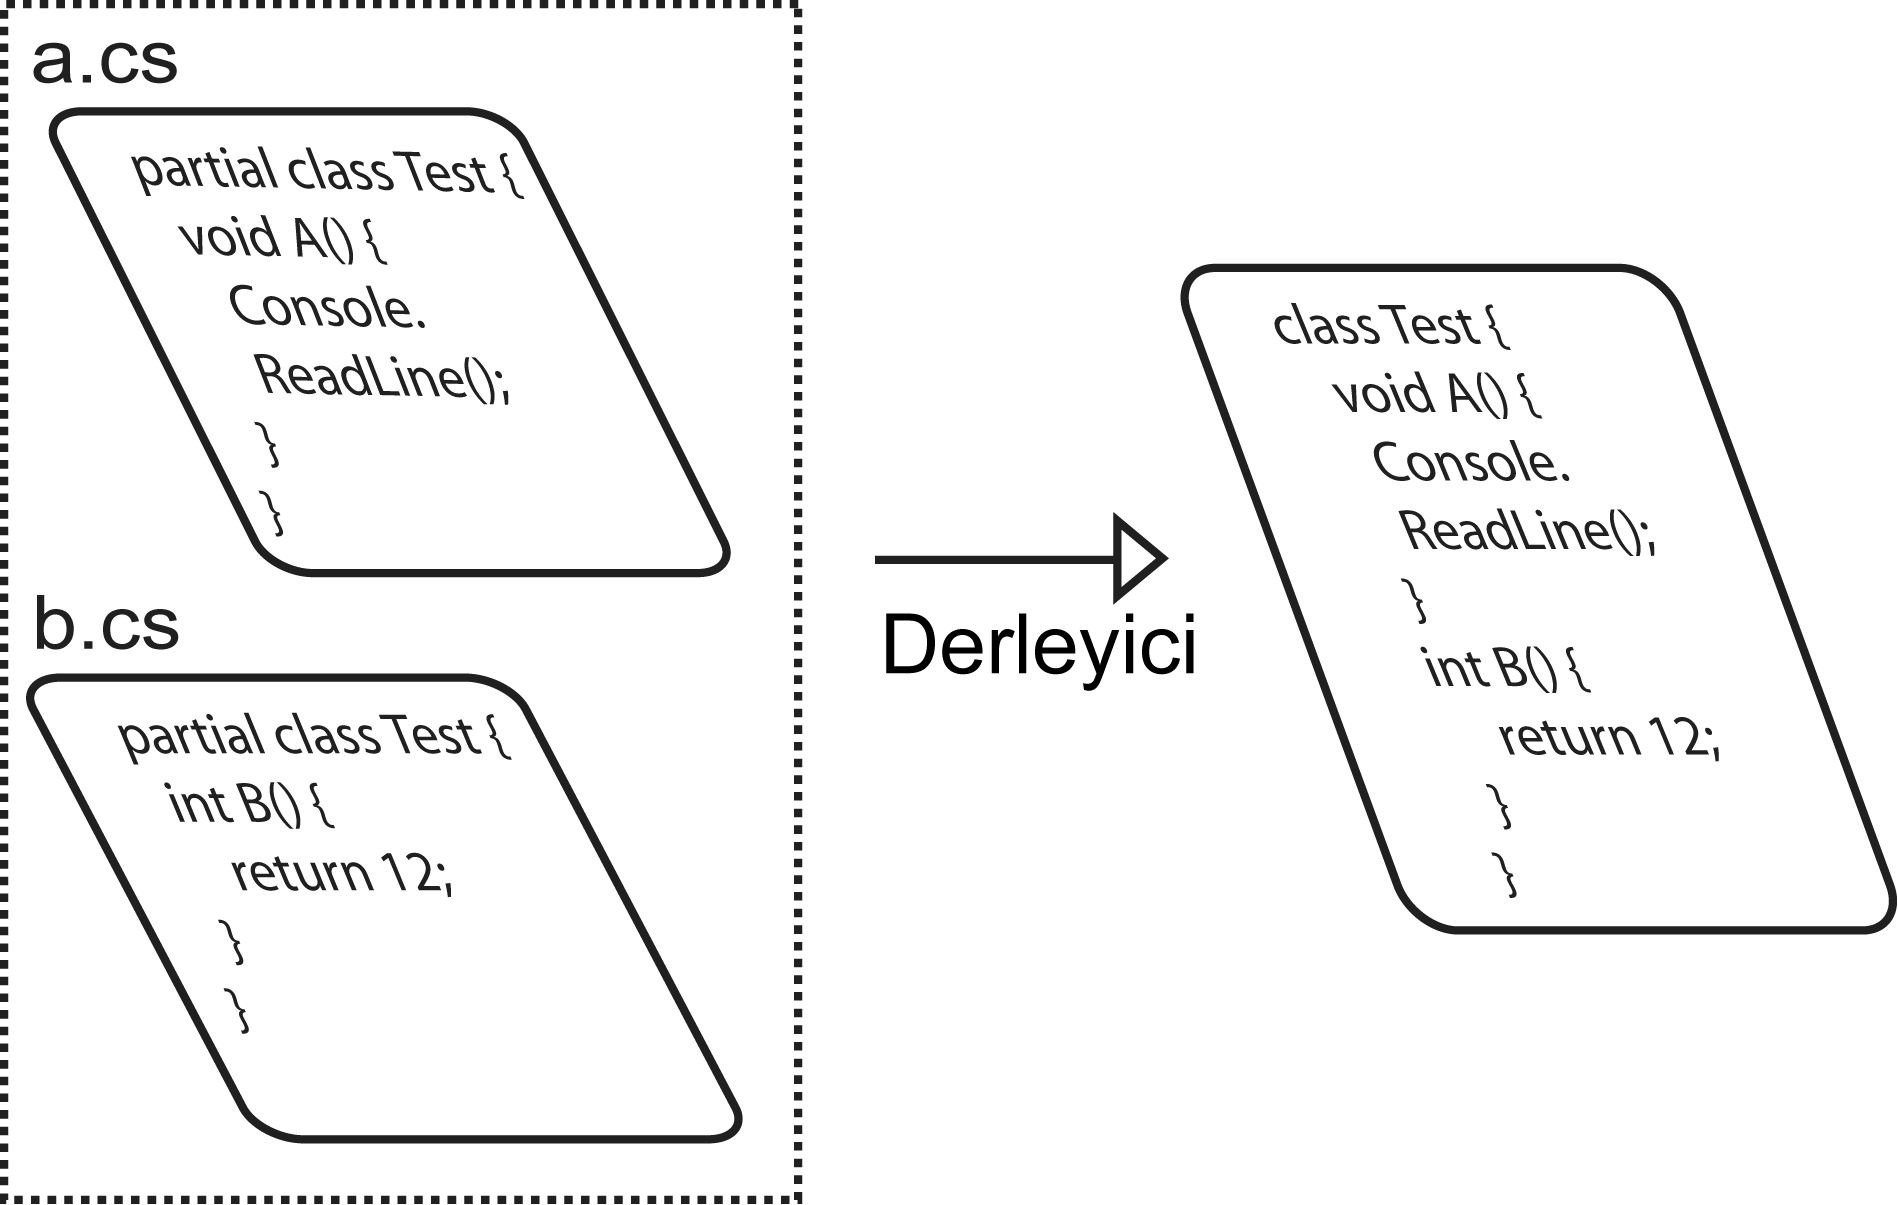 a.cs
partial class Test {
void A() {
Console.
ReadLine();
}
}
b.cs
partial class Test {
int B() {
return 12;
}
}
Derleyici
class Test {
void A() {
Console.
ReadLine();
}
int B() {
return 12;
}
}